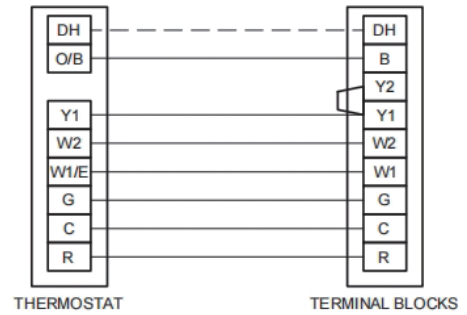 DH DH
O/B B
Y2
Y1 Y1
W2 W2
W1/E W1
G G
C C
R R
THERMOSTAT TERMINAL BLOCKS